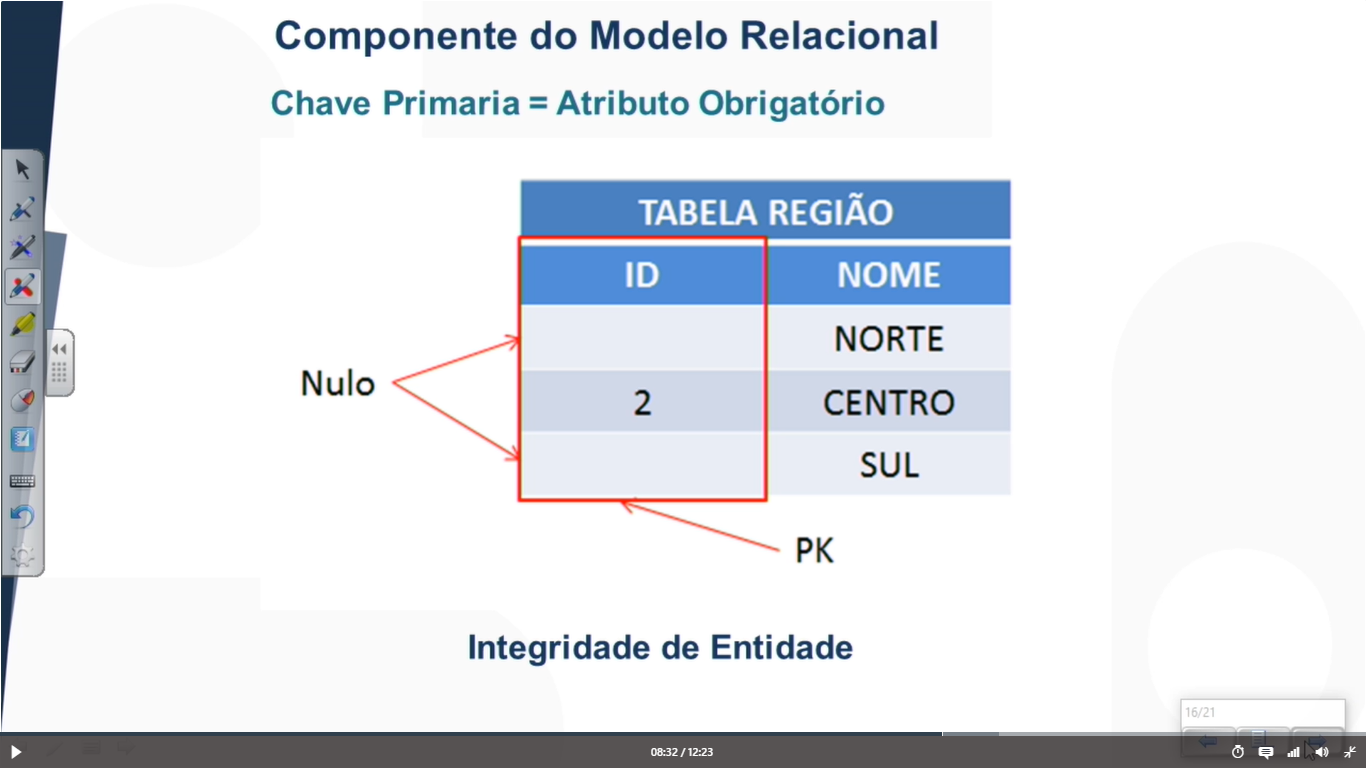 Componente do Modelo Relacional
Chave Primaria = Atributo Obrigatório
TABELA REGIÃO
ID NOME
NORTE
Nulo
2 CENTRO
SUL
PK
Integridade de Entidade
16/21
08:32 / 12:23